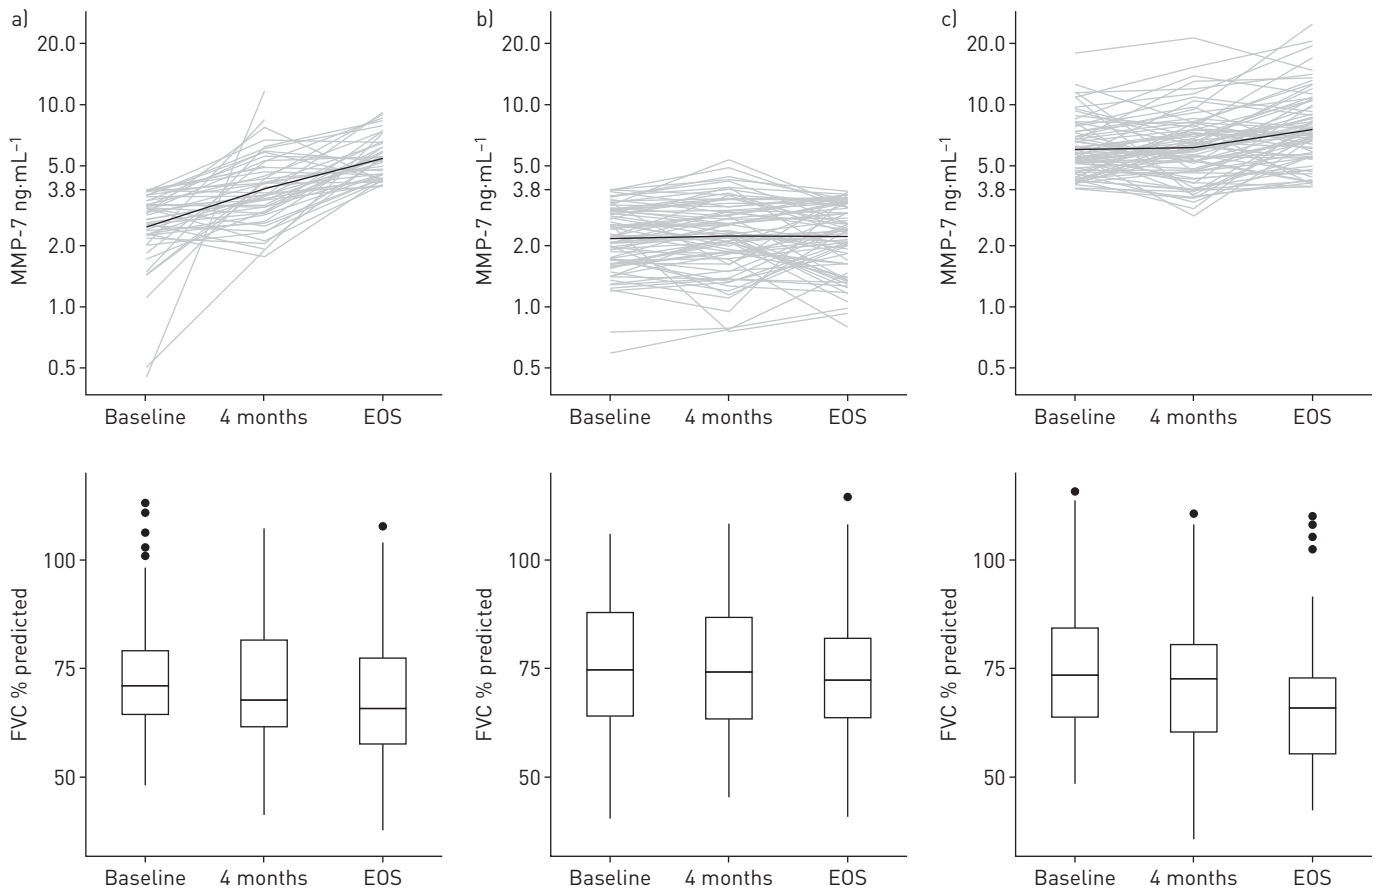 a)
20.0
10.0
5.0
3.8
2.0
1.0
0.5
MMP-7 ng·mL⁻¹
Baseline 4 months EOS
b)
20.0
10.0
5.0
3.8
2.0
1.0
0.5
MMP-7 ng·mL⁻¹
Baseline 4 months EOS
c)
20.0
10.0
5.0
3.8
2.0
1.0
0.5
MMP-7 ng·mL⁻¹
Baseline 4 months EOS
100
75
50
FVC % predicted
Baseline 4 months EOS
100
75
50
FVC % predicted
Baseline 4 months EOS
100
75
50
FVC % predicted
Baseline 4 months EOS